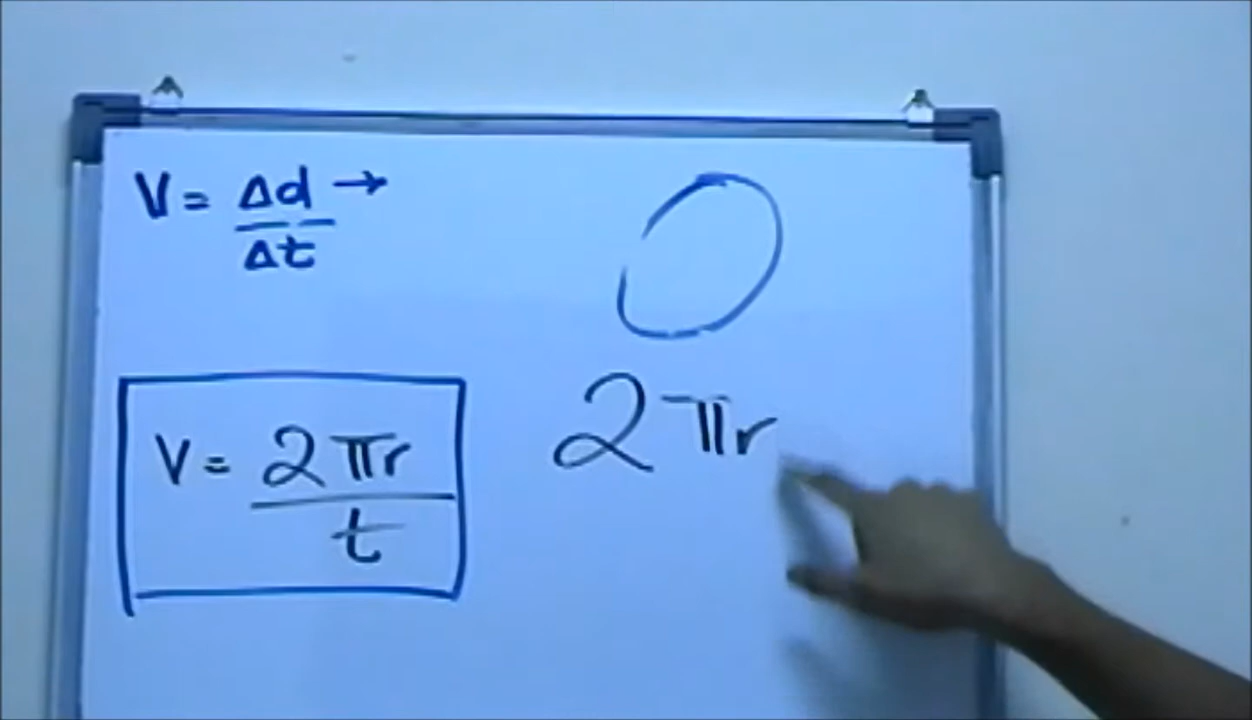 V = Δd →
Δt
V = 2πr
t
2πr